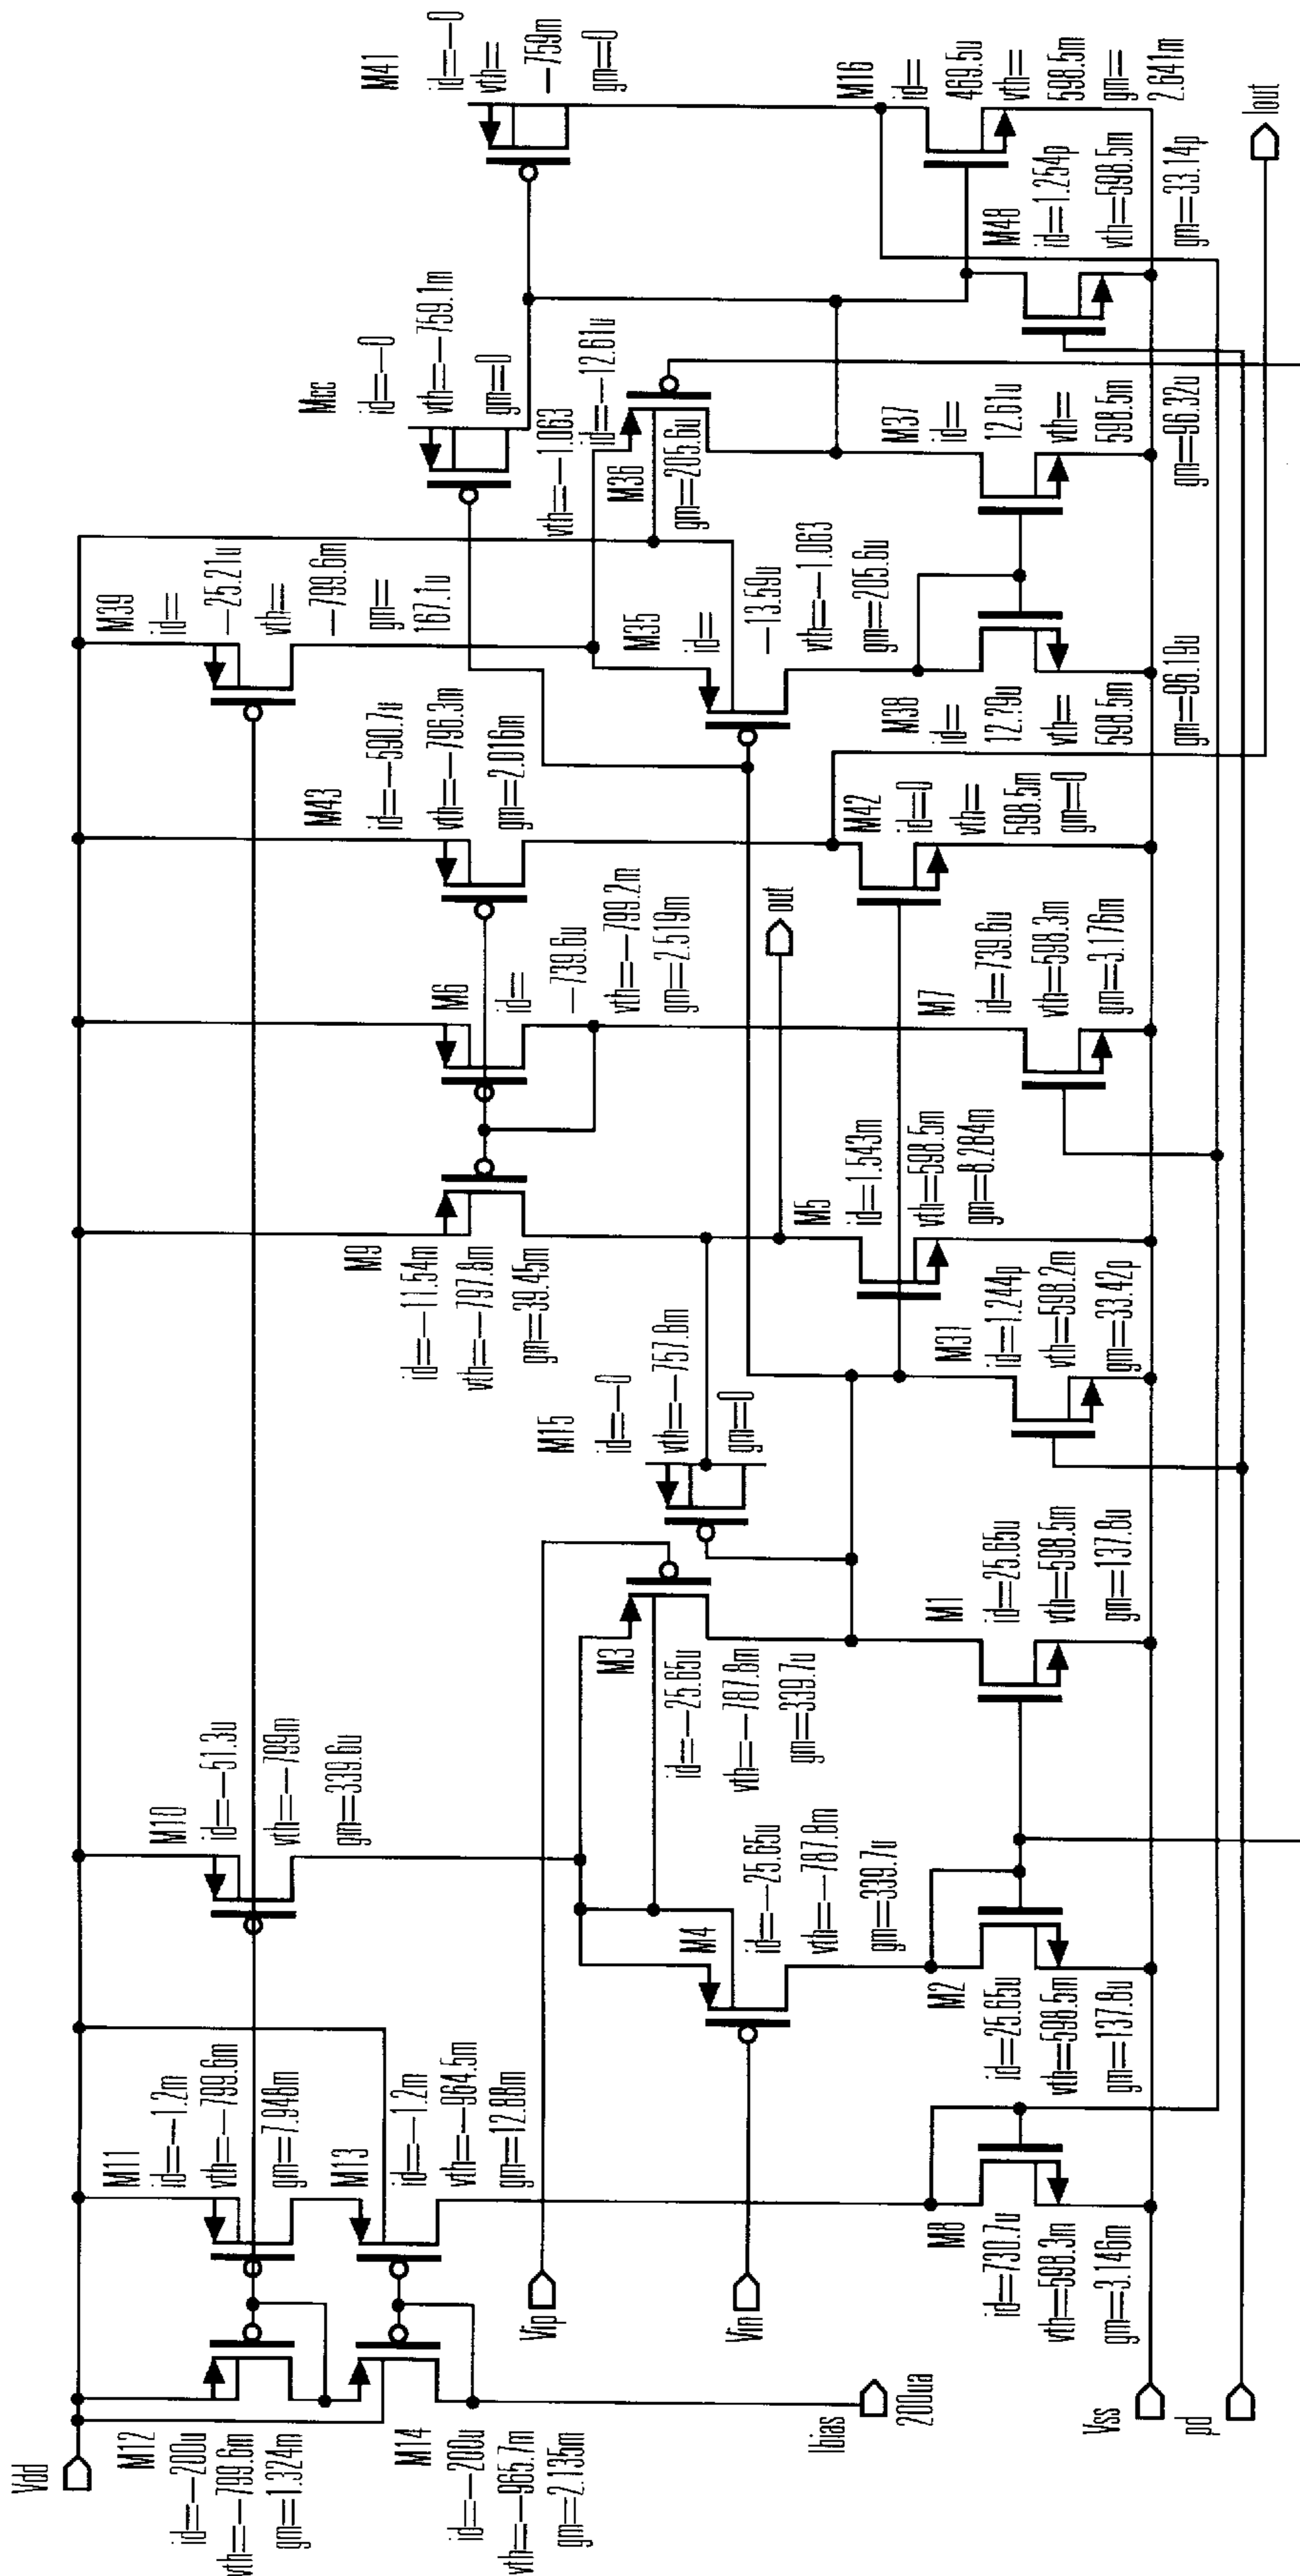 Vdd
M12
id=-200u
vth=-799.6m
gm=1.324m
M14
id=-200u
vth=-965.7m
gm=2.135m
Ibias
200ua
Vss
pd
M11
id=-1.2m
vth=-799.6m
gm=7.948m
M13
id=-1.2m
vth=-964.5m
gm=12.88m
Vip
Vin
M8
id=730.7u
vth=598.3m
gm=3.146m
M10
id=-51.3u
vth=-799m
gm=339.6u
M4
id=-25.65u
vth=-787.8m
gm=339.7u
M2
id=25.65u
vth=598.5m
gm=137.8u
M3
id=-25.65u
vth=-787.8m
gm=339.7u
M1
id=25.65u
vth=598.5m
gm=137.8u
M15
id=-0
vth=-757.8m
gm=0
M31
id=1.244p
vth=598.2m
gm=33.42p
M9
id=-11.54m
vth=-797.8m
gm=39.45m
M5
id=1.543m
vth=598.5m
gm=8.284m
out
M6
id=
-739.6u
vth=-799.2m
gm=2.519m
M7
id=739.6u
vth=598.3m
gm=3.176m
M43
id=-590.7u
vth=-796.3m
gm=2.016m
M42
id=0
vth=
598.5m
gm=0
M39
id=
-25.21u
vth=
-799.6m
gm=
167.1u
M35
id=
-13.59u
vth=-1.063
gm=205.6u
M38
id=
12.79u
vth=
598.5m
gm=96.19u
Mcc
id=-0
vth=-759.1m
gm=0
vth=-1.063
id=-12.61u
M36
gm=205.6u
M37
id=
12.61u
vth=
598.5m
gm=96.32u
M41
id=-0
vth=
-759m
gm=0
M16
id=
469.5u
vth=
598.5m
gm=
2.641m
M48
id=1.254p
vth=598.5m
gm=33.14p
Iout